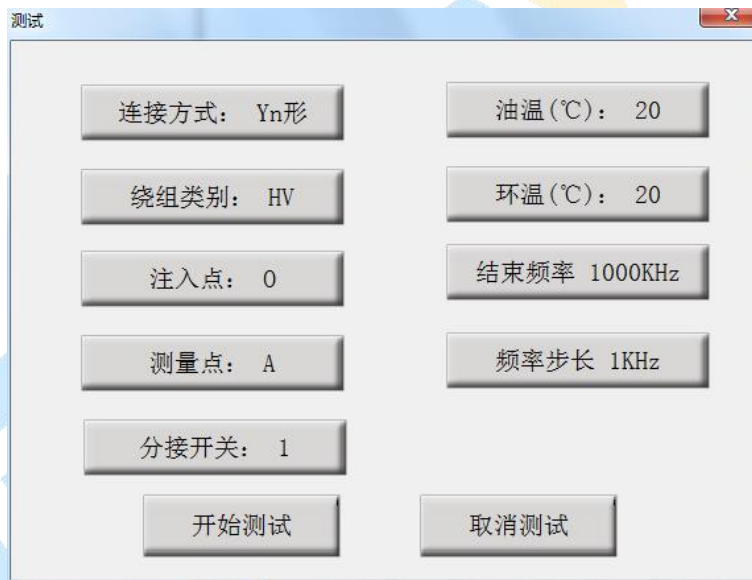 测试
连接方式： Yn形
油温(℃)： 20
绕组类别： HV
环温(℃)： 20
注入点： O
结束频率 1000KHz
测量点： A
频率步长 1KHz
分接开关： 1
开始测试
取消测试